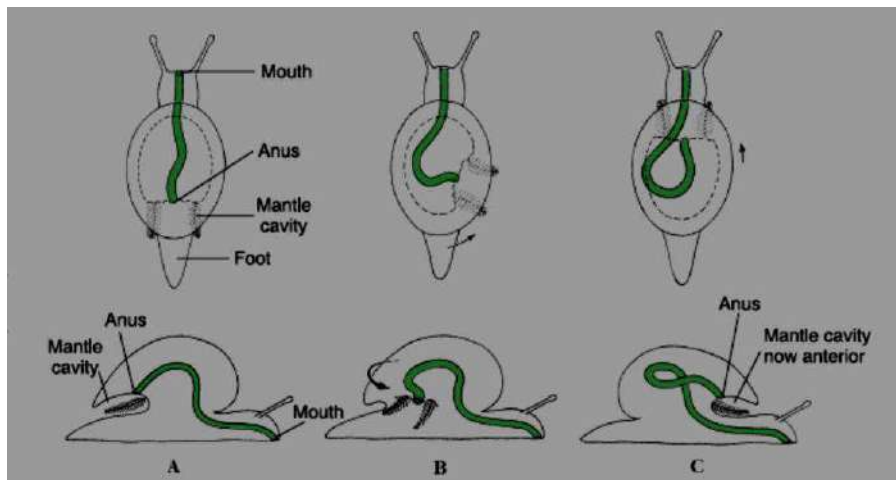 Mouth
Anus
Mantle
cavity
Foot
Anus
Mantle
cavity
Mouth
Anus
Mantle cavity
now anterior
A
B
C